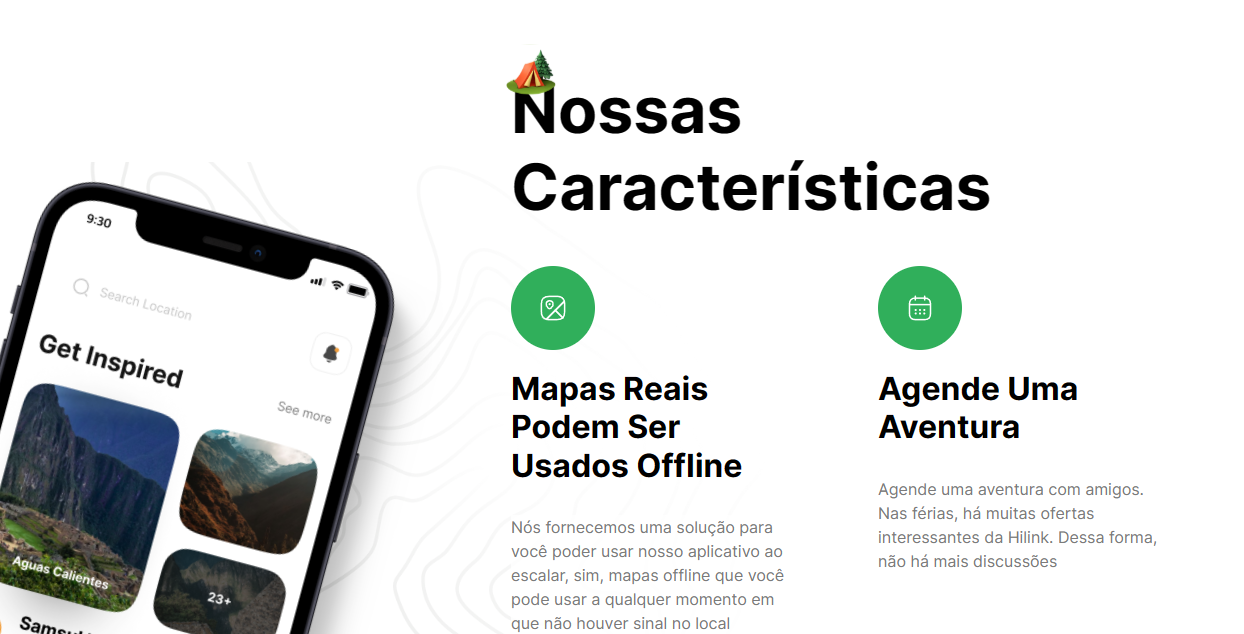 Nossas
Características
9:30
Search Location
Get Inspired
See more
Aguas Calientes
23+
Mapas Reais
Podem Ser
Usados Offline
Nós fornecemos uma solução para
você poder usar nosso aplicativo ao
escalar, sim, mapas offline que você
pode usar a qualquer momento em
que não houver sinal no local
Agende Uma
Aventura
Agende uma aventura com amigos.
Nas férias, há muitas ofertas
interessantes da Hilink. Dessa forma,
não há mais discussões